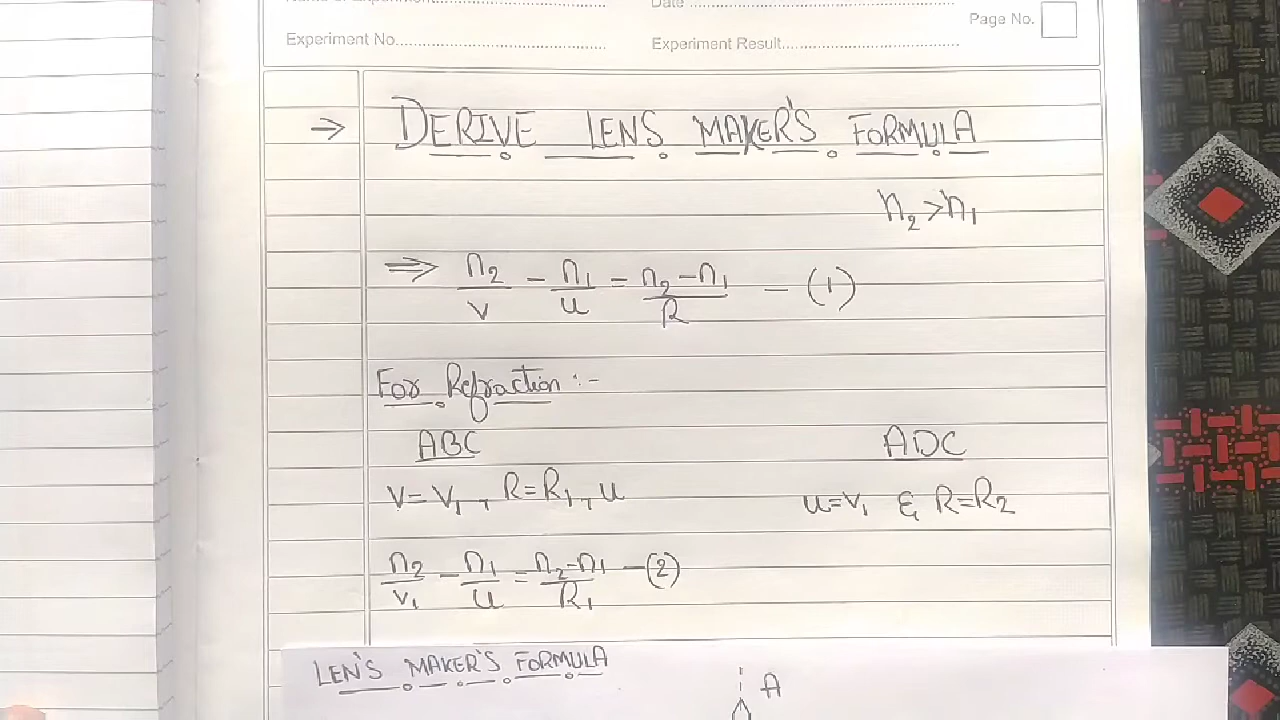 Date
Page No.
Experiment No.
Experiment Result
⇒ DERIVE LENS MAKER'S FORMULA
n₂ > n₁
⇒ n₂/v - n₁/u = n₂-n₁/R - (1)
For Refraction :-
ABC ADC
v = v₁, R = R₁, u u = v₁ & R = R₂
n₂/v₁ - n₁/u = n₂-n₁/R₁ - (2)
LEN'S MAKER'S FORMULA
A